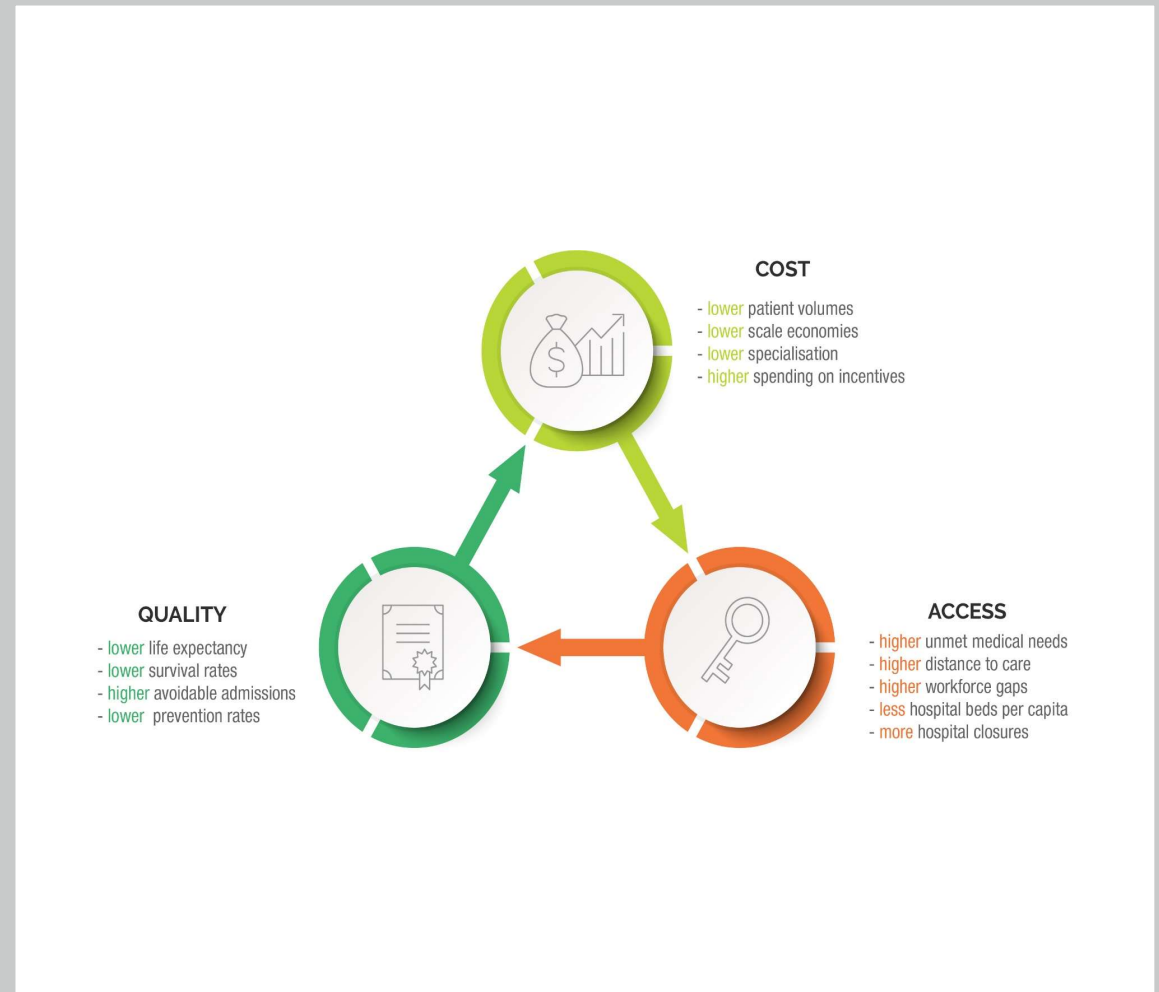 COST
- lower patient volumes
- lower scale economies
- lower specialisation
- higher spending on incentives
$
QUALITY
- lower life expectancy
- lower survival rates
- higher avoidable admissions
- lower prevention rates
ACCESS
- higher unmet medical needs
- higher distance to care
- higher workforce gaps
- less hospital beds per capita
- more hospital closures